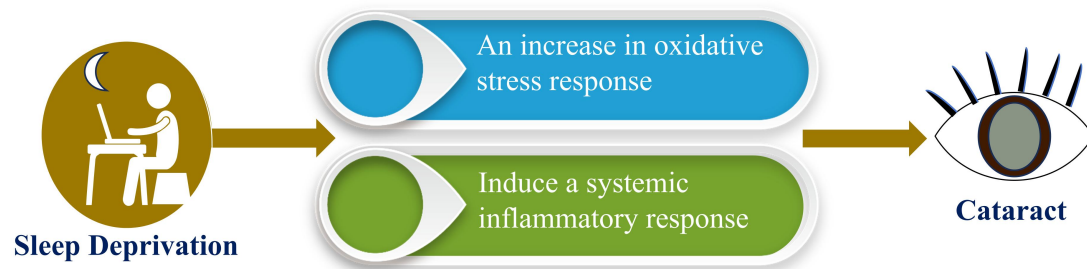 An increase in oxidative
stress response
Induce a systemic
inflammatory response
Sleep Deprivation
Cataract